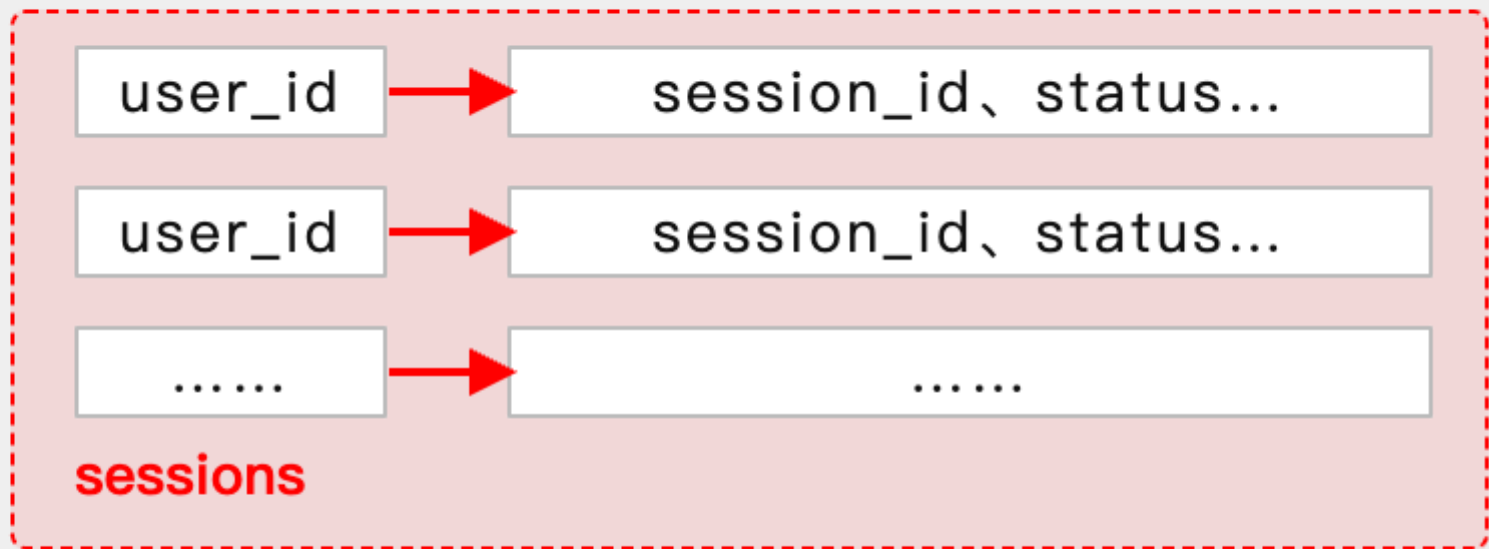 user_id session_id、status...
user_id session_id、status...
…… ……
sessions